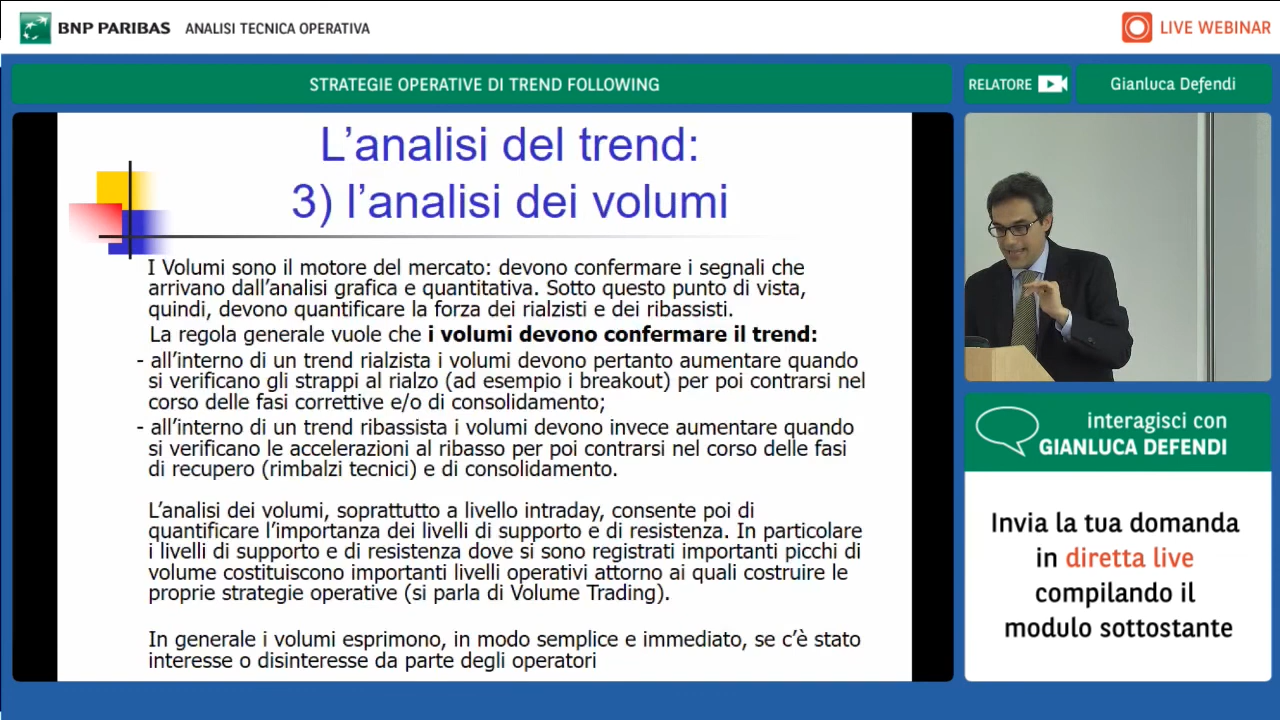 BNP PARIBAS
ANALISI TECNICA OPERATIVA
LIVE WEBINAR
STRATEGIE OPERATIVE DI TREND FOLLOWING
RELATORE
Gianluca Defendi
L'analisi del trend:
3) l'analisi dei volumi
I Volumi sono il motore del mercato: devono confermare i segnali che
arrivano dall'analisi grafica e quantitativa. Sotto questo punto di vista,
quindi, devono quantificare la forza dei rialzisti e dei ribassisti.
La regola generale vuole che i volumi devono confermare il trend:
- all'interno di un trend rialzista i volumi devono pertanto aumentare quando
si verificano gli strappi al rialzo (ad esempio i breakout) per poi contrarsi nel
corso delle fasi correttive e/o di consolidamento;
- all'interno di un trend ribassista i volumi devono invece aumentare quando
si verificano le accelerazioni al ribasso per poi contrarsi nel corso delle fasi
di recupero (rimbalzi tecnici) e di consolidamento.
L'analisi dei volumi, soprattutto a livello intraday, consente poi di
quantificare l'importanza dei livelli di supporto e di resistenza. In particolare
i livelli di supporto e di resistenza dove si sono registrati importanti picchi di
volume costituiscono importanti livelli operativi attorno ai quali costruire le
proprie strategie operative (si parla di Volume Trading).
In generale i volumi esprimono, in modo semplice e immediato, se c'è stato
interesse o disinteresse da parte degli operatori
interagisci con
GIANLUCA DEFENDI
Invia la tua domanda
in diretta live
compilando il
modulo sottostante